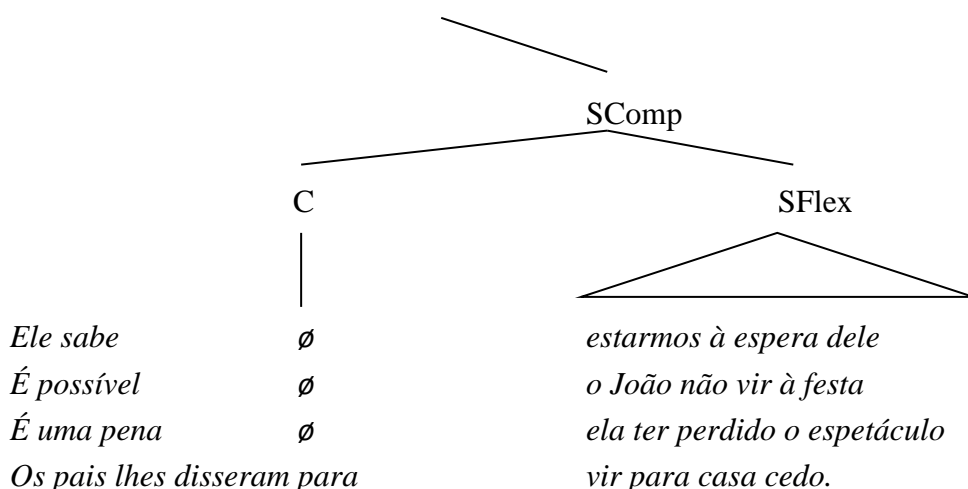 SComp
C SFlex
Ele sabe ø estarmos à espera dele
É possível ø o João não vir à festa
É uma pena ø ela ter perdido o espetáculo
Os pais lhes disseram para vir para casa cedo.